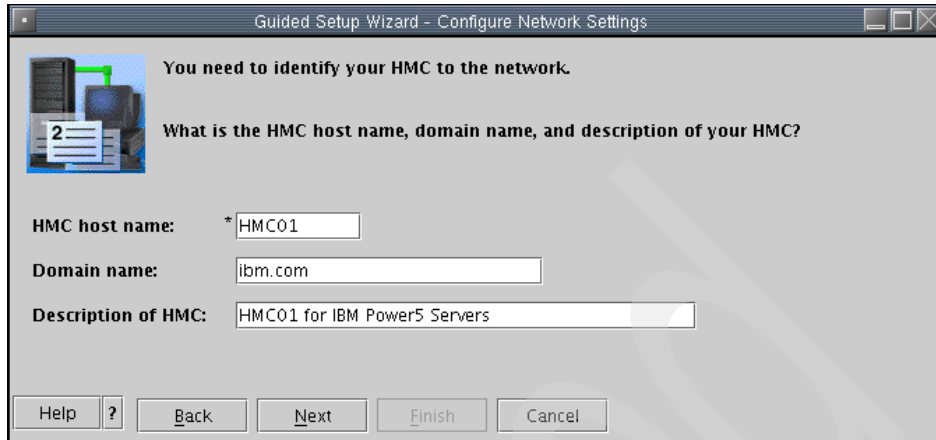 Guided Setup Wizard - Configure Network Settings
You need to identify your HMC to the network.
2
What is the HMC host name, domain name, and description of your HMC?
HMC host name: * HMC01
Domain name: ibm.com
Description of HMC: HMC01 for IBM Power5 Servers
Help ? Back Next Finish Cancel